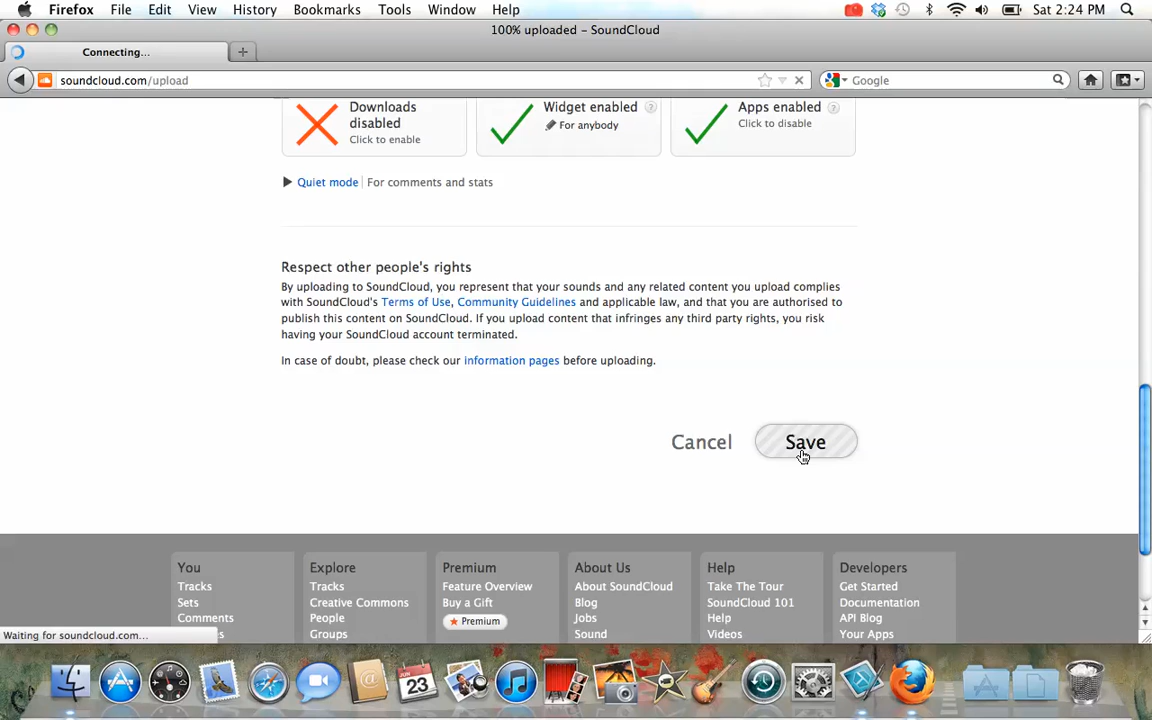 Firefox File Edit View History Bookmarks Tools Window Help Sat 2:24 PM
100% uploaded – SoundCloud
Connecting...
soundcloud.com/upload Google
Downloads disabled
Click to enable
Widget enabled ?
For anybody
Apps enabled ?
Click to disable
Quiet mode For comments and stats
Respect other people's rights
By uploading to SoundCloud, you represent that your sounds and any related content you upload complies
with SoundCloud's Terms of Use, Community Guidelines and applicable law, and that you are authorised to
publish this content on SoundCloud. If you upload content that infringes any third party rights, you risk
having your SoundCloud account terminated.
In case of doubt, please check our information pages before uploading.
Cancel Save
You
Tracks
Sets
Comments
Explore
Tracks
Creative Commons
People
Groups
Premium
Feature Overview
Buy a Gift
Premium
About Us
About SoundCloud
Blog
Jobs
Sound
Help
Take The Tour
SoundCloud 101
Help
Videos
Developers
Get Started
Documentation
API Blog
Your Apps
Waiting for soundcloud.com...
23